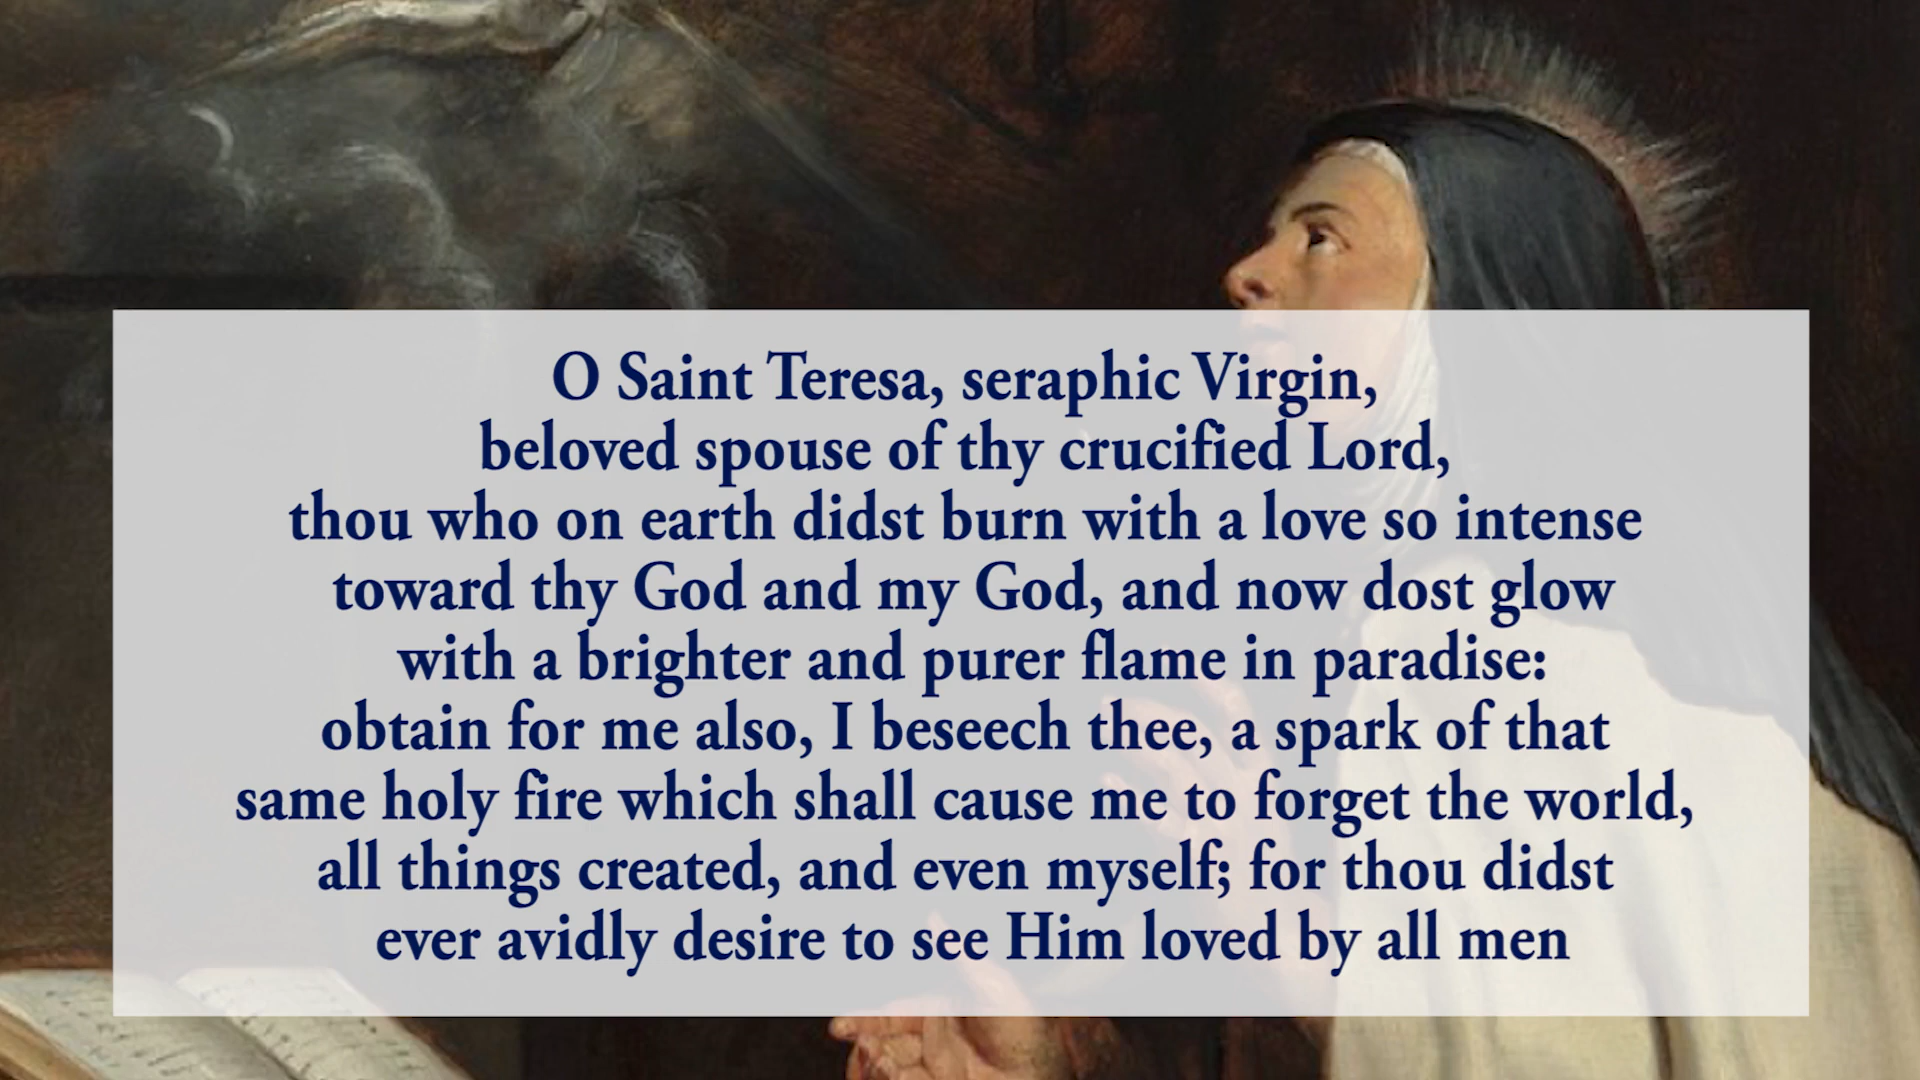 O Saint Teresa, seraphic Virgin,
beloved spouse of thy crucified Lord,
thou who on earth didst burn with a love so intense
toward thy God and my God, and now dost glow
with a brighter and purer flame in paradise:
obtain for me also, I beseech thee, a spark of that
same holy fire which shall cause me to forget the world,
all things created, and even myself; for thou didst
ever avidly desire to see Him loved by all men